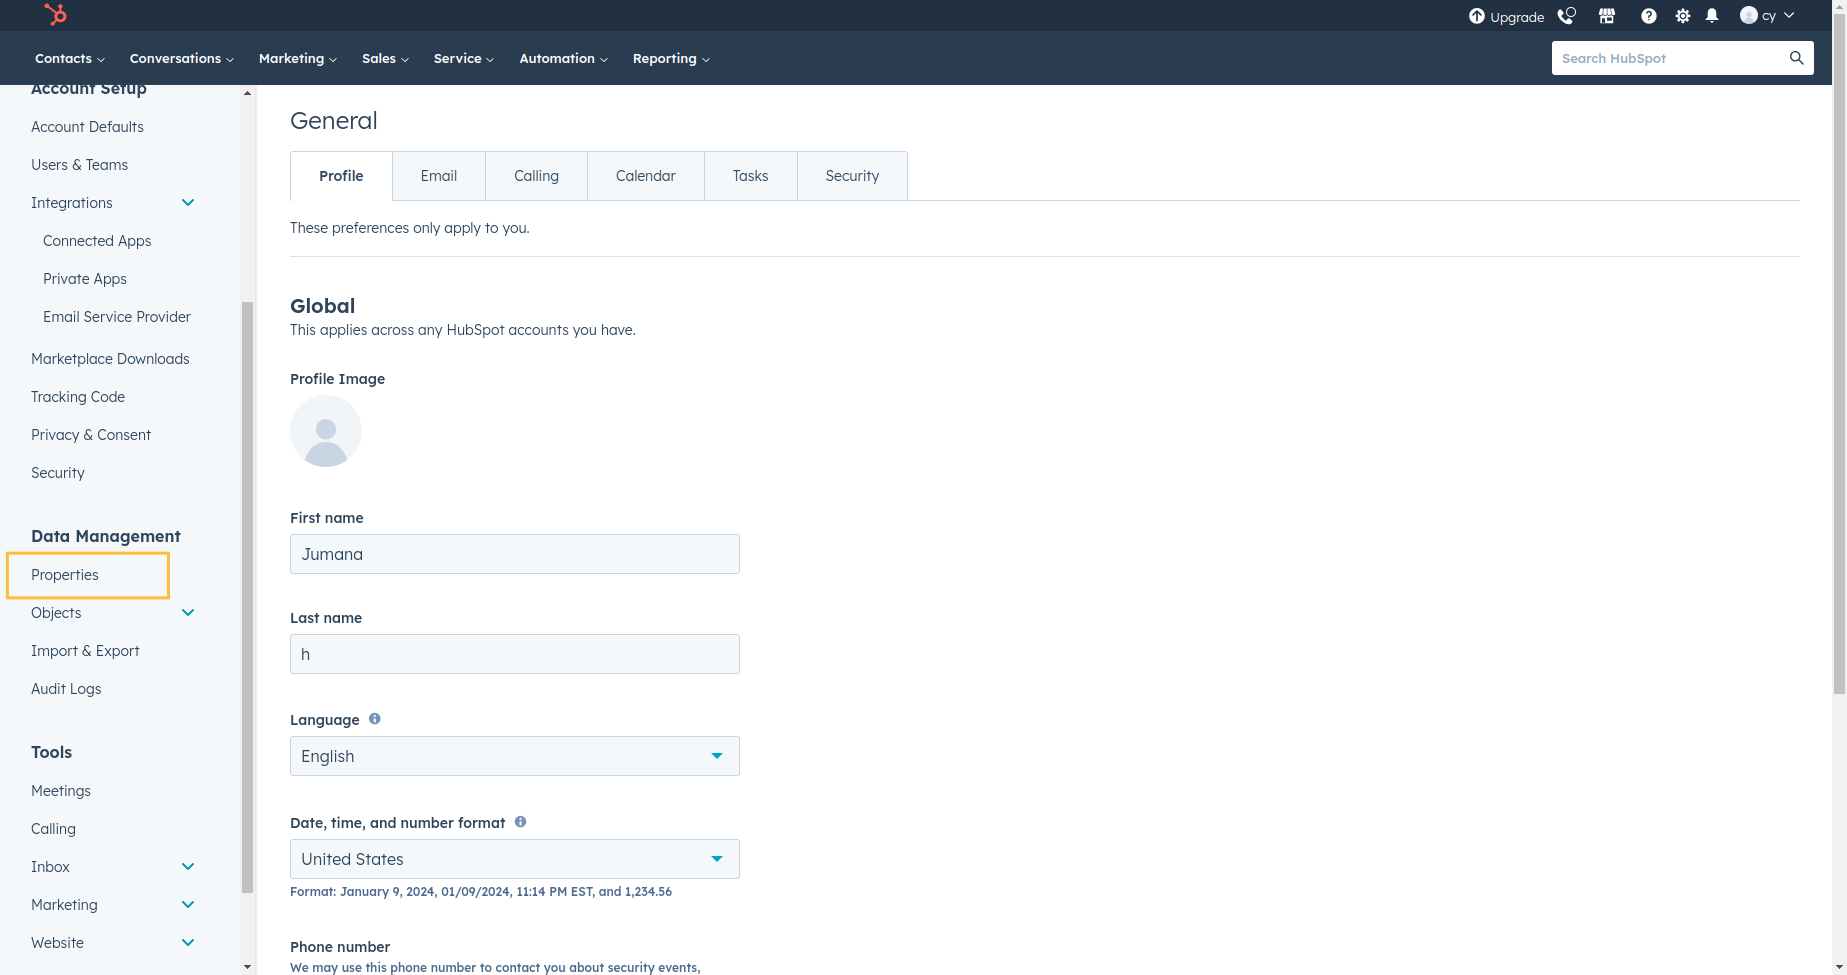 Upgrade
cy
Contacts
Conversations
Marketing
Sales
Service
Automation
Reporting
Search HubSpot
Account Setup
Account Defaults
Users & Teams
Integrations
Connected Apps
Private Apps
Email Service Provider
Marketplace Downloads
Tracking Code
Privacy & Consent
Security
Data Management
Properties
Objects
Import & Export
Audit Logs
Tools
Meetings
Calling
Inbox
Marketing
Website
General
Profile
Email
Calling
Calendar
Tasks
Security
These preferences only apply to you.
Global
This applies across any HubSpot accounts you have.
Profile Image
First name
Jumana
Last name
h
Language
English
Date, time, and number format
United States
Format: January 9, 2024, 01/09/2024, 11:14 PM EST, and 1,234.56
Phone number
We may use this phone number to contact you about security events,